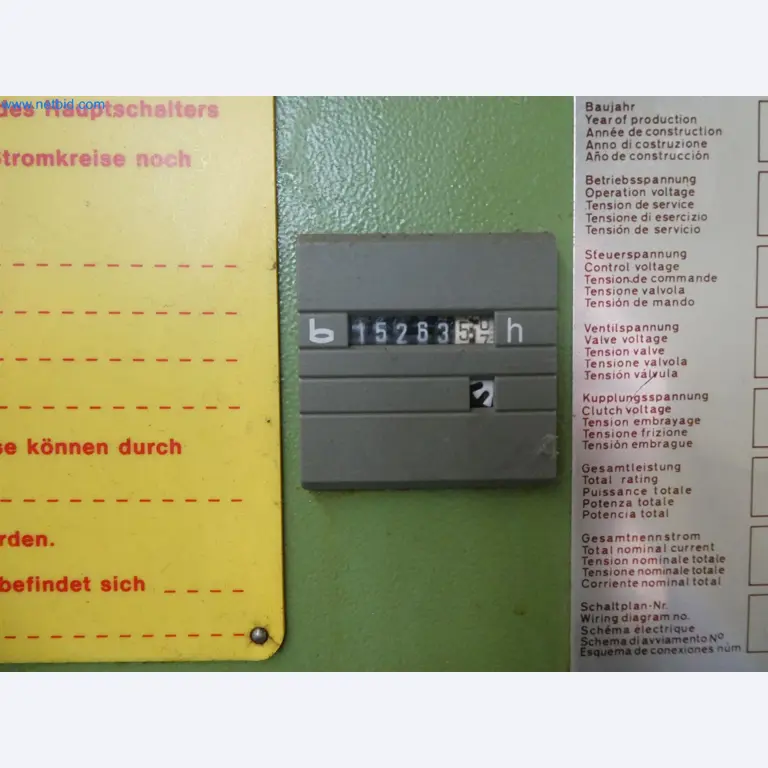 www.netbid.com
des Hauptschalters
Stromkreise noch
se können durch
rden.
befindet sich
b 152635 h
Baujahr
Year of production
Année de construction
Anno di costruzione
Año de construcción
Betriebsspannung
Operation voltage
Tension de service
Tensione di esercizio
Tensión de servicio
Steuerspannung
Control voltage
Tension de commande
Tensione valvola
Tensión de mando
Ventilspannung
Valve voltage
Tension valve
Tensione valvola
Tensión válvula
Kupplungsspannung
Clutch voltage
Tension embrayage
Tensione frizione
Tensión embrague
Gesamtleistung
Total rating
Puissance totale
Potenza totale
Potencia total
Gesamtnennstrom
Total nominal current
Tension nominale totale
Tensione nominale totale
Corriente nominal total
Schaltplan-Nr.
Wiring diagram no.
Schéma électrique
Schema di avviamento Nº
Esquema de conexiones núm.